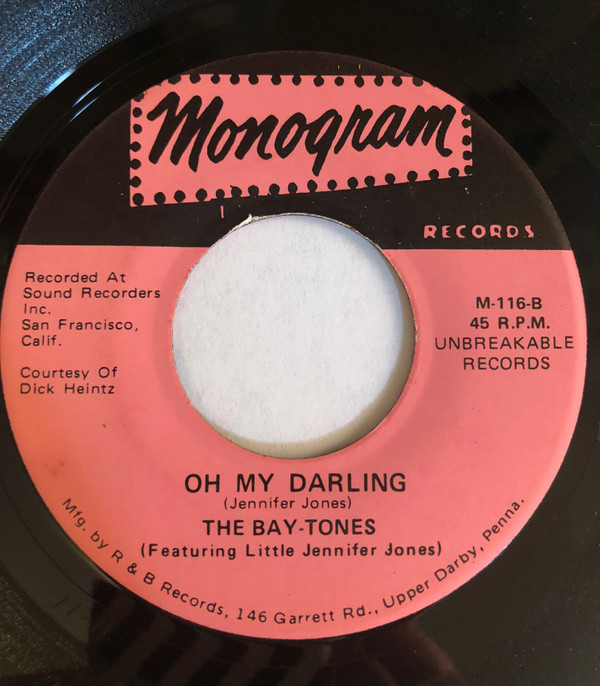 Monogram
RECORDS
Recorded At
Sound Recorders
Inc.
San Francisco,
Calif.
Courtesy Of
Dick Heintz
M-116-B
45 R.P.M.
UNBREAKABLE
RECORDS
OH MY DARLING
(Jennifer Jones)
THE BAY-TONES
(Featuring Little Jennifer Jones)
Mfg. by R & B Records, 146 Garrett Rd., Upper Darby, Penna.